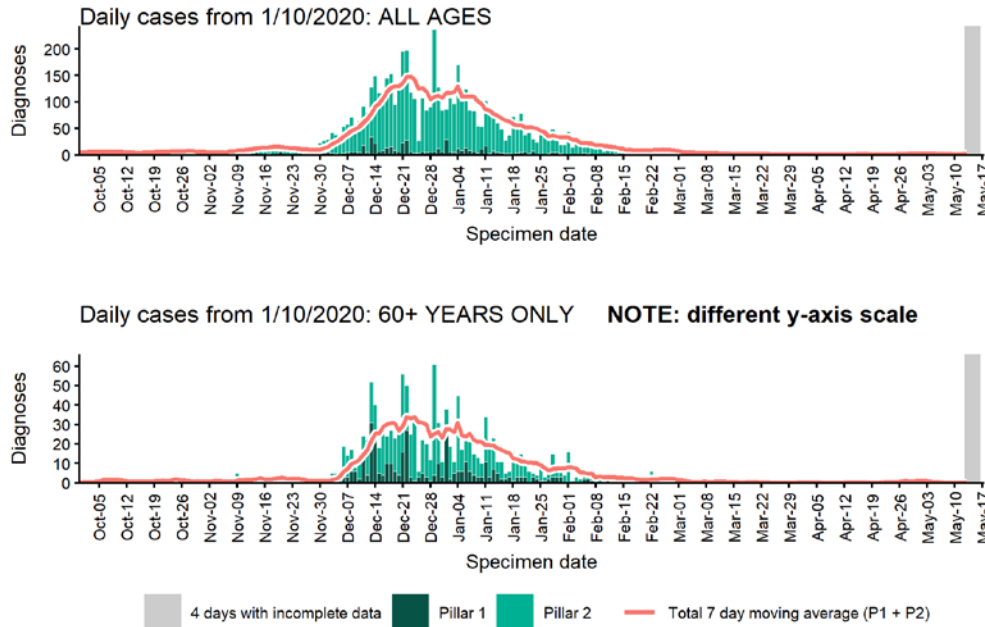 Daily cases from 1/10/2020: ALL AGES
Diagnoses
200
150
100
50
0
Oct-05
Oct-12
Oct-19
Oct-26
Nov-02
Nov-09
Nov-16
Nov-23
Nov-30
Dec-07
Dec-14
Dec-21
Dec-28
Jan-04
Jan-11
Jan-18
Jan-25
Feb-01
Feb-08
Feb-15
Feb-22
Mar-01
Mar-08
Mar-15
Mar-22
Mar-29
Apr-05
Apr-12
Apr-19
Apr-26
May-03
May-10
May-17
Specimen date
Daily cases from 1/10/2020: 60+ YEARS ONLY NOTE: different y-axis scale
Diagnoses
60
50
40
30
20
10
0
Oct-05
Oct-12
Oct-19
Oct-26
Nov-02
Nov-09
Nov-16
Nov-23
Nov-30
Dec-07
Dec-14
Dec-21
Dec-28
Jan-04
Jan-11
Jan-18
Jan-25
Feb-01
Feb-08
Feb-15
Feb-22
Mar-01
Mar-08
Mar-15
Mar-22
Mar-29
Apr-05
Apr-12
Apr-19
Apr-26
May-03
May-10
May-17
Specimen date
4 days with incomplete data Pillar 1 Pillar 2 Total 7 day moving average (P1 + P2)